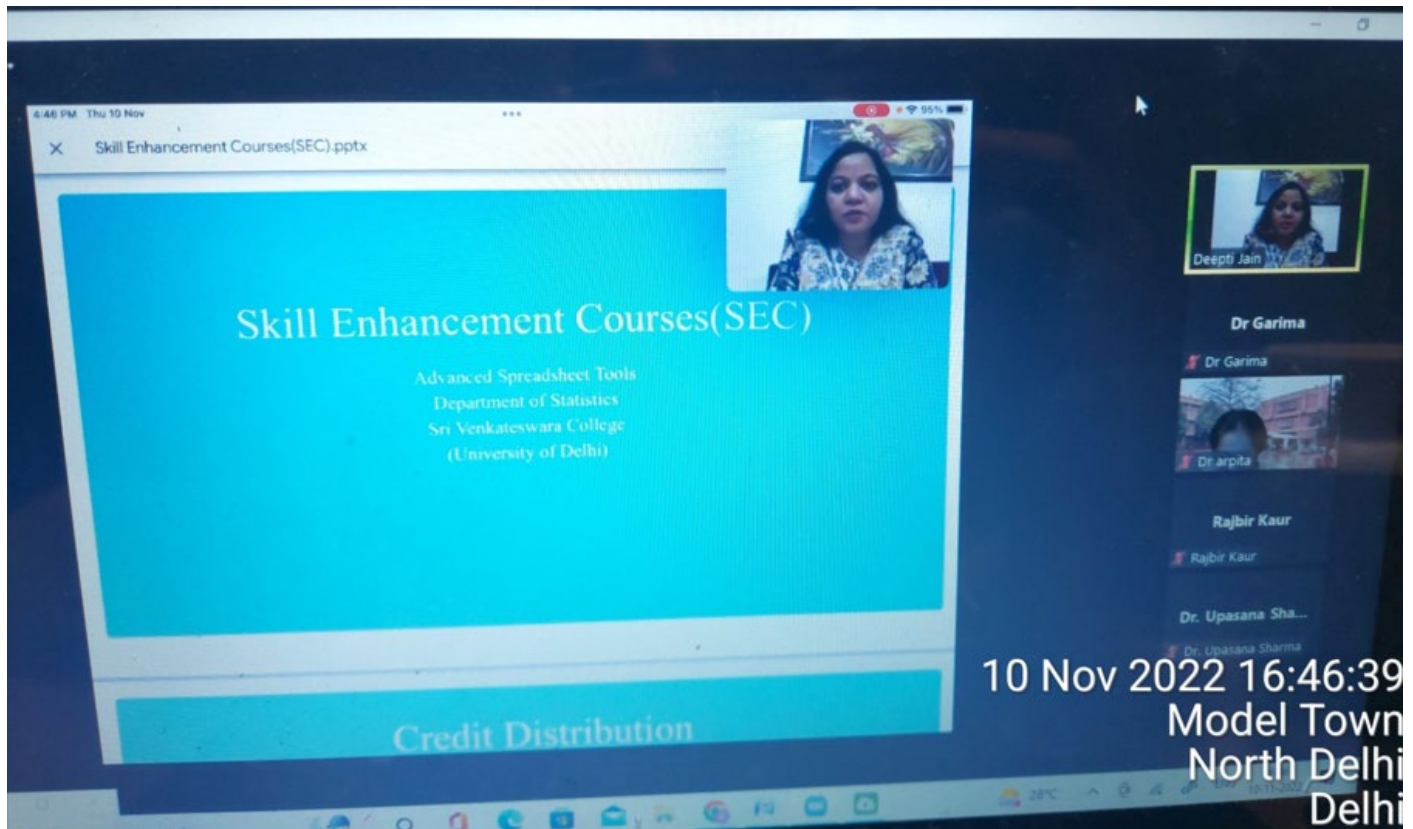 4:46 PM Thu 10 Nov
95%
Skill Enhancement Courses(SEC).pptx
Skill Enhancement Courses(SEC)
Advanced Spreadsheet Tools
Department of Statistics
Sri Venkateswara College
(University of Delhi)
Credit Distribution
Deepti Jain
Dr Garima
Dr Garima
Dr arpita
Rajbir Kaur
Rajbir Kaur
Dr. Upasana Sha...
Dr. Upasana Sharma
10 Nov 2022 16:46:39
Model Town
North Delhi
Delhi
28°C
10-11-2022